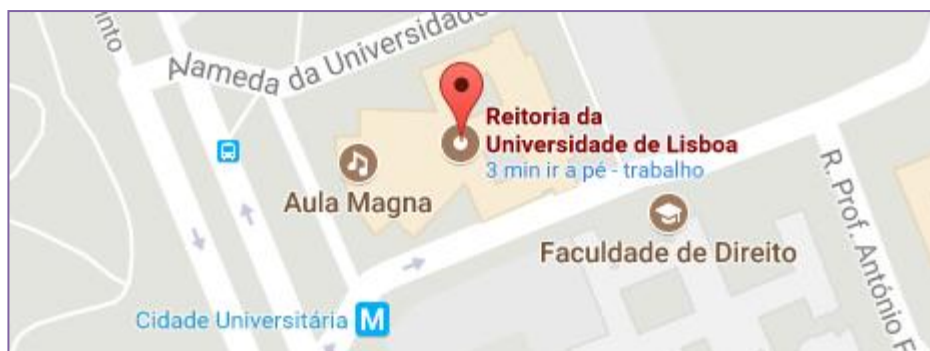 Alameda da Universidade
Reitoria da
Universidade de Lisboa
3 min ir a pé - trabalho
Aula Magna
Faculdade de Direito
R. Prof. António F
Cidade Universitária M